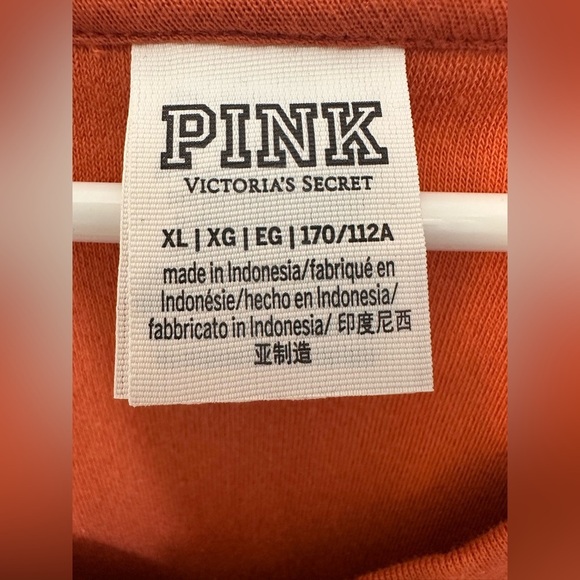 PINK
VICTORIA'S SECRET
XL | XG | EG | 170/112A
made in Indonesia/fabriqué en
Indonésie/hecho en Indonesia/
fabbricato in Indonesia/ 印度尼西
亚制造